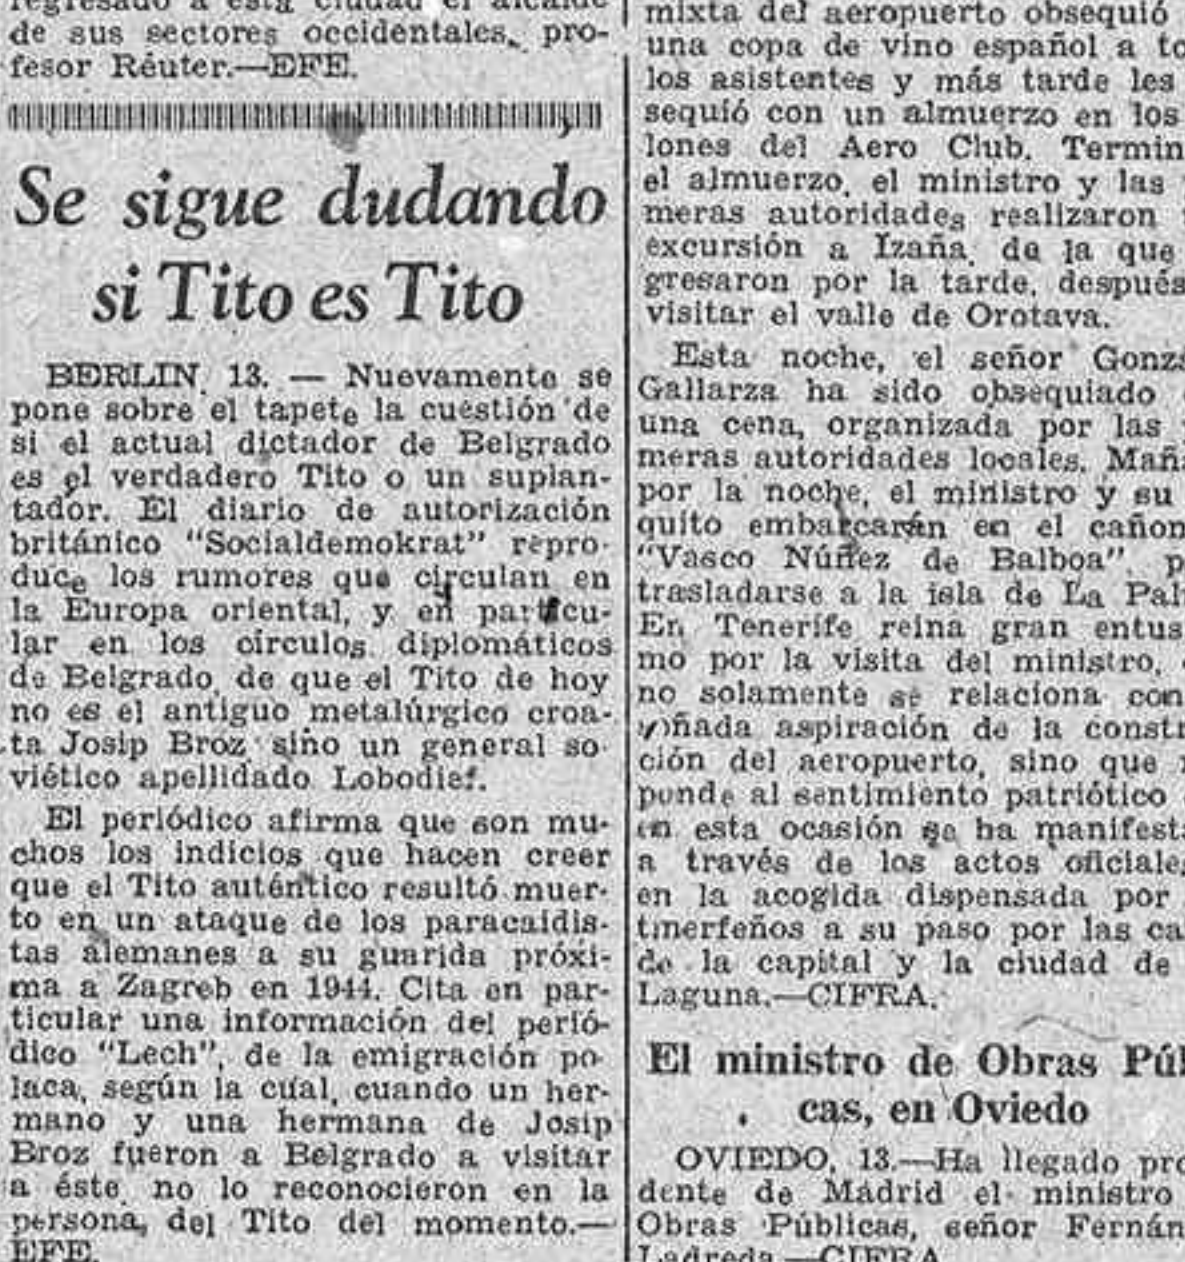 regresado a esta ciudad el alcalde
de sus sectores occidentales, pro-
fesor Réuter.—EFE.
Se sigue dudando
si Tito es Tito
BERLIN, 13. — Nuevamente se
pone sobre el tapete la cuestión de
si el actual dictador de Belgrado
es el verdadero Tito o un suplan-
tador. El diario de autorización
británico "Socialdemokrat" repro-
duce los rumores que circulan en
la Europa oriental, y en particu-
lar en los círculos diplomáticos
de Belgrado, de que el Tito de hoy
no es el antiguo metalúrgico croa-
ta Josip Broz sino un general so-
viético apellidado Lobodief.
El periódico afirma que son mu-
chos los indicios que hacen creer
que el Tito auténtico resultó muer-
to en un ataque de los paracaidis-
tas alemanes a su guarida próxi-
ma a Zagreb en 1944. Cita en par-
ticular una información del perió-
dico "Lech", de la emigración po-
laca, según la cual, cuando un her-
mano y una hermana de Josip
Broz fueron a Belgrado a visitar
a éste, no lo reconocieron en la
persona, del Tito del momento.—
EFE.
mixta del aeropuerto obsequió
una copa de vino español a to
los asistentes y más tarde les
sequió con un almuerzo en los
lones del Aero Club. Termin
el almuerzo, el ministro y las
meras autoridades realizaron
excursión a Izaña, de la que
gresaron por la tarde, después
visitar el valle de Orotava.
Esta noche, el señor Gonzá
Gallarza ha sido obsequiado
una cena, organizada por las
meras autoridades locales. Maña
por la noche, el ministro y su
quito embarcarán en el cañon
"Vasco Núñez de Balboa", p
trasladarse a la isla de La Pal
En Tenerife reina gran entus
mo por la visita del ministro,
no solamente se relaciona con
oñada aspiración de la constr
ción del aeropuerto, sino que
ponde al sentimiento patriótico
en esta ocasión se ha manifesta
a través de los actos oficiales
en la acogida dispensada por
tinerfeños a su paso por las ca
de la capital y la ciudad de
Laguna.—CIFRA.
El ministro de Obras Públ
cas, en Oviedo
OVIEDO, 13.—Ha llegado pro
dente de Madrid el ministro
Obras Públicas, señor Fernán
Ladreda.—CIFRA